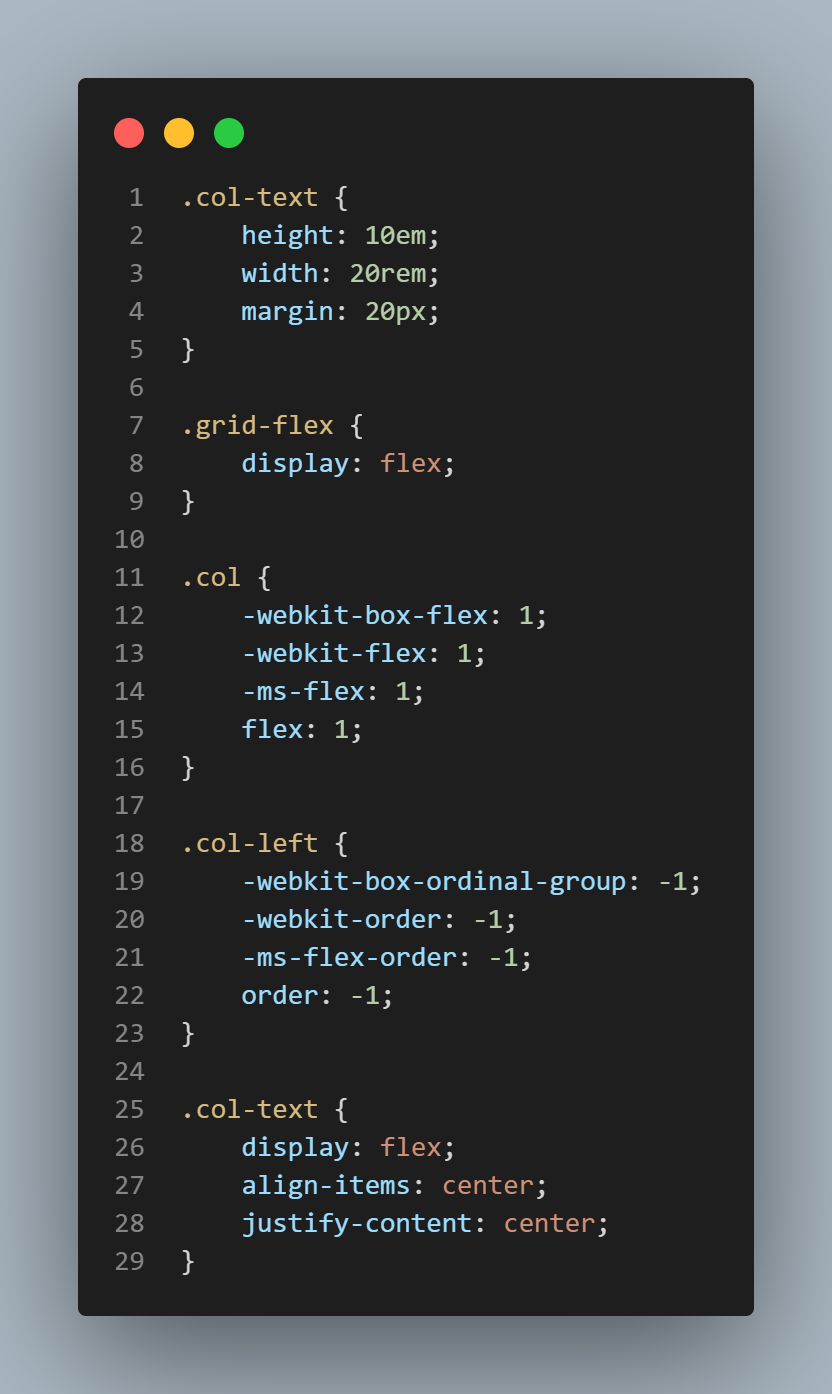 1 .col-text {
2     height: 10em;
3     width: 20rem;
4     margin: 20px;
5 }
6
7 .grid-flex {
8     display: flex;
9 }
10
11 .col {
12     -webkit-box-flex: 1;
13     -webkit-flex: 1;
14     -ms-flex: 1;
15     flex: 1;
16 }
17
18 .col-left {
19     -webkit-box-ordinal-group: -1;
20     -webkit-order: -1;
21     -ms-flex-order: -1;
22     order: -1;
23 }
24
25 .col-text {
26     display: flex;
27     align-items: center;
28     justify-content: center;
29 }